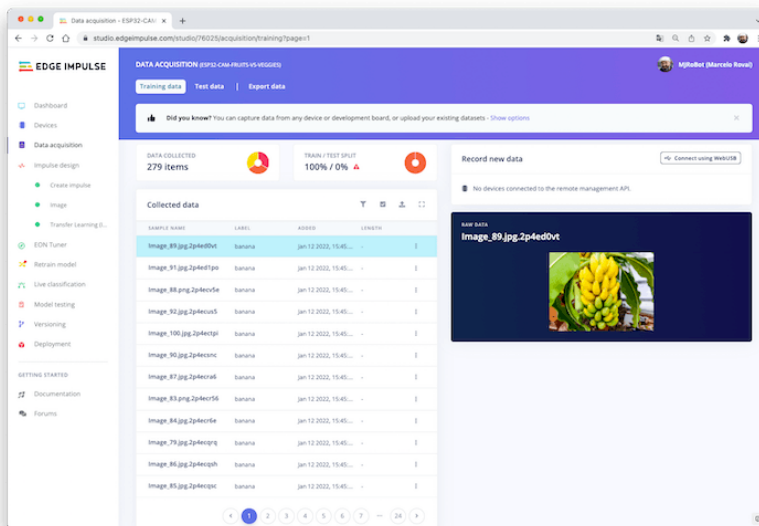 Data acquisition - ESP32-CAM
studio.edgeimpulse.com/studio/76025/acquisition/training?page=1
EDGE IMPULSE
Dashboard
Devices
Data acquisition
Impulse design
Create impulse
Image
Transfer Learning (I...
EON Tuner
Retrain model
Live classification
Model testing
Versioning
Deployment
GETTING STARTED
Documentation
Forums
DATA ACQUISITION (ESP32-CAM-FRUITS-VS-VEGGIES)
MJRoBot (Marcelo Rovai)
Training data Test data | Export data
Did you know? You can capture data from any device or development board, or upload your existing datasets - Show options
DATA COLLECTED
279 items
TRAIN / TEST SPLIT
100% / 0%
Collected data
SAMPLE NAME LABEL ADDED LENGTH
Image_89.jpg.2p4ed0vt banana Jan 12 2022, 15:45:... -
Image_91.jpg.2p4ed1po banana Jan 12 2022, 15:45:... -
Image_88.png.2p4ecv5e banana Jan 12 2022, 15:45:... -
Image_92.jpg.2p4ecus5 banana Jan 12 2022, 15:45:... -
Image_100.jpg.2p4ectpi banana Jan 12 2022, 15:45:... -
Image_90.jpg.2p4ecsnc banana Jan 12 2022, 15:45:... -
Image_87.jpg.2p4ecra6 banana Jan 12 2022, 15:45:... -
Image_83.png.2p4ecr56 banana Jan 12 2022, 15:45:... -
Image_84.jpg.2p4ecr6e banana Jan 12 2022, 15:45:... -
Image_79.jpg.2p4ecqrq banana Jan 12 2022, 15:45:... -
Image_86.jpg.2p4ecqsh banana Jan 12 2022, 15:45:... -
Image_85.jpg.2p4ecqsc banana Jan 12 2022, 15:45:... -
1 2 3 4 5 6 7 ... 24
Record new data
Connect using WebUSB
No devices connected to the remote management API.
RAW DATA
Image_89.jpg.2p4ed0vt